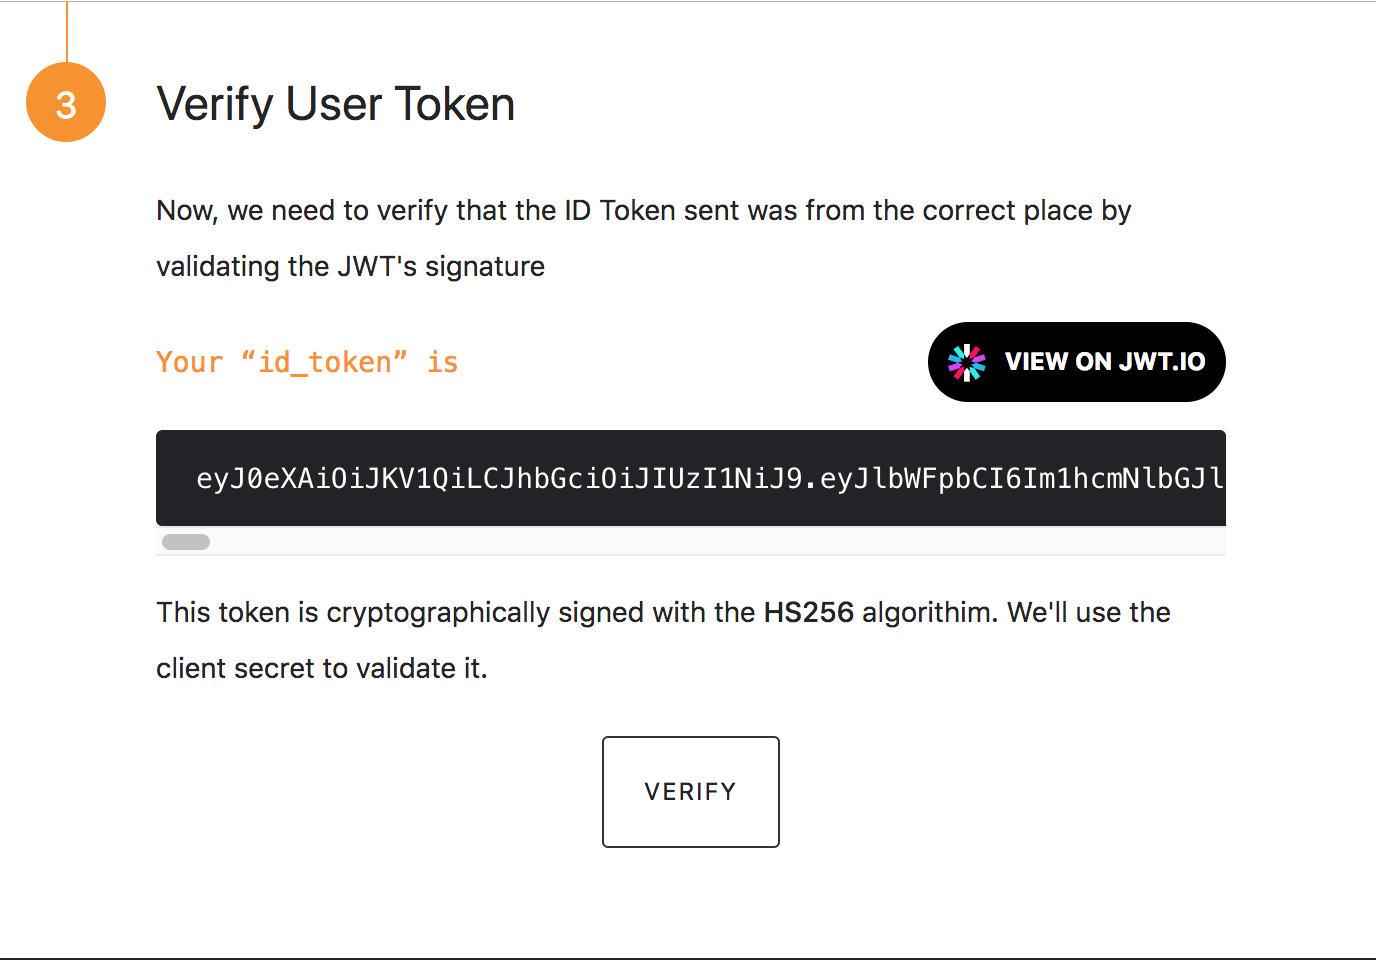 3
Verify User Token
Now, we need to verify that the ID Token sent was from the correct place by
validating the JWT's signature
Your “id_token” is
VIEW ON JWT.IO
eyJ0eXAiOiJKV1QiLCJhbGciOiJIUzI1NiJ9.eyJlbWFpbCI6Im1hcmNlbGJl
This token is cryptographically signed with the HS256 algorithim. We'll use the
client secret to validate it.
VERIFY